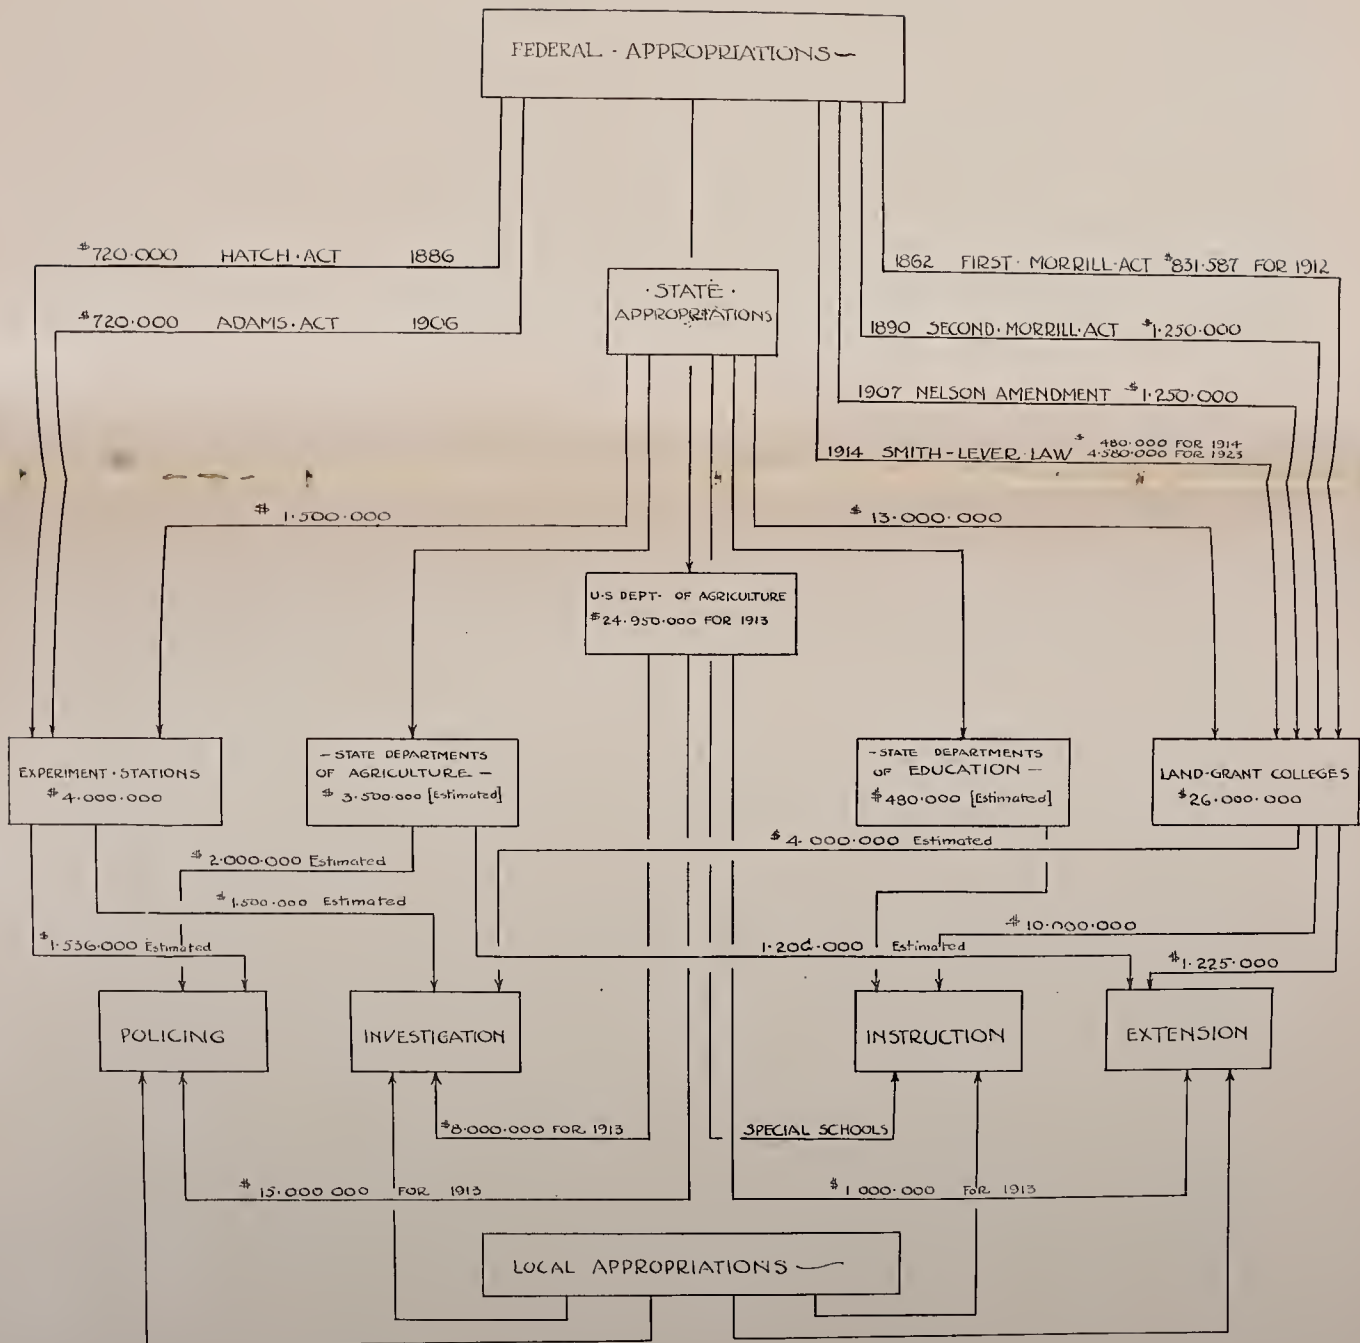 FEDERAL · APPROPRIATIONS —
$720·000 HATCH·ACT 1886
$720·000 ADAMS·ACT 1906
·STATE·
APPROPRIATIONS
1862 FIRST·MORRILL·ACT $831·587 FOR 1912
1890 SECOND·MORRILL·ACT $1·250·000
1907 NELSON AMENDMENT $1·250·000
1914 SMITH-LEVER·LAW $ 480·000 FOR 1914
4·580·000 FOR 1923
$ 1·500·000
$ 13·000·000
U·S DEPT· OF AGRICULTURE
$24·950·000 FOR 1913
EXPERIMENT·STATIONS
$4·000·000
—STATE DEPARTMENTS
OF AGRICULTURE—
$ 3·500·000 [Estimated]
—STATE DEPARTMENTS
OF EDUCATION—
$480·000 [Estimated]
LAND-GRANT COLLEGES
$26·000·000
$ 2·000·000 Estimated
$ 4·000·000 Estimated
$1·500·000 Estimated
$1·536·000 Estimated
Estimated
$10·000·000
$1·225·000
POLICING
INVESTIGATION
INSTRUCTION
EXTENSION
$8·000·000 FOR 1913
SPECIAL SCHOOLS
$ 15·000 000 FOR 1913
$ 1 000·000 FOR 1913
LOCAL APPROPRIATIONS —